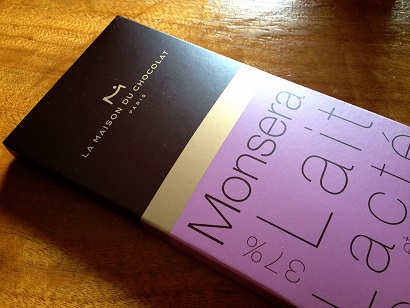 LA MAISON DU CHOCOLAT
PARIS
Monsera
37% Lait
Lacté